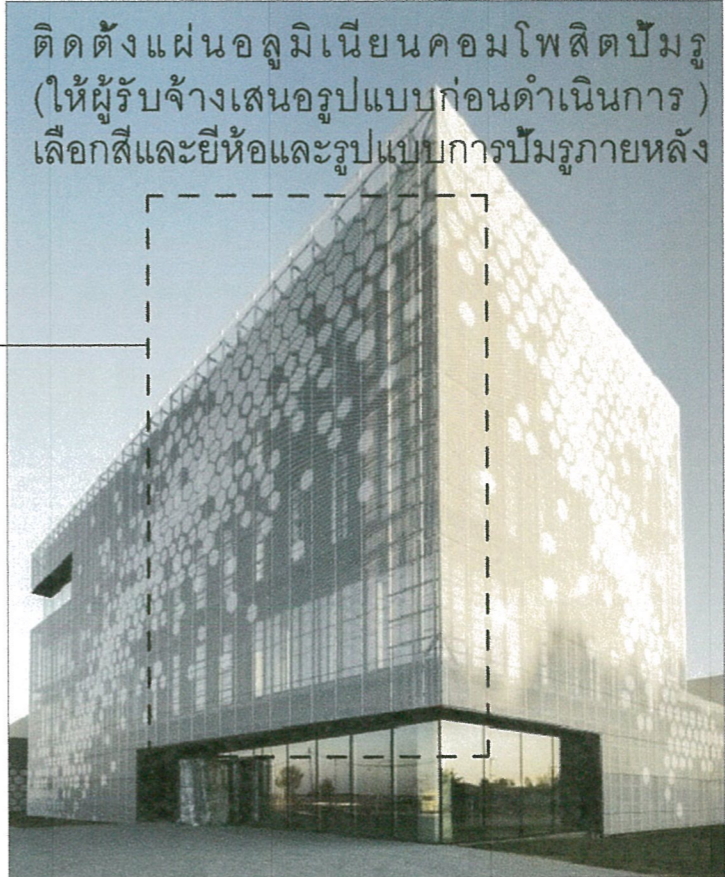 ติดตั้งแผ่นอลูมิเนียมคอมโพสิตปั้มรู
(ให้ผู้รับจ้างเสนอรูปแบบก่อนดำเนินการ )
เลือกสีและยีห้อและรูปแบบการปั้มรูภายหลัง